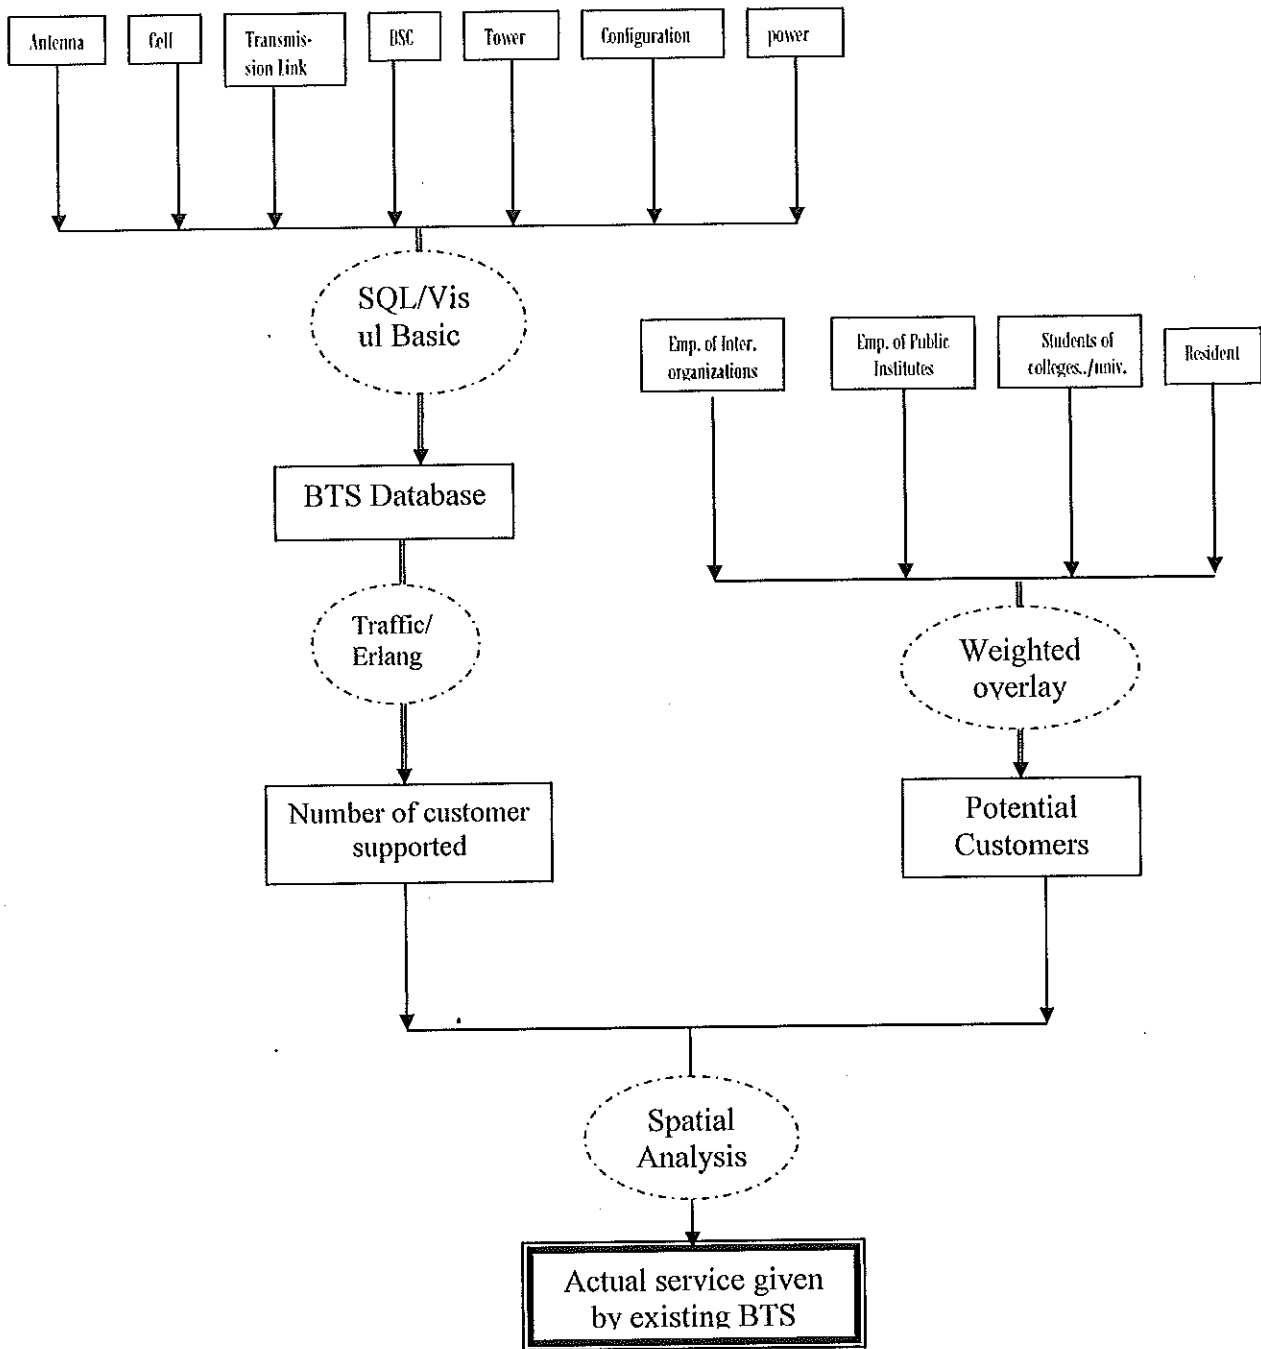 Antenna
Cell
Transmis-
sion Link
BSC
Tower
Configuration
power
SQL/Vis
ul Basic
Emp. of Inter.
organizations
Emp. of Public
Institutes
Students of
colleges../univ.
Resident
BTS Database
Traffic/
Erlang
Weighted
overlay
Number of customer
supported
Potential
Customers
Spatial
Analysis
Actual service given
by existing BTS